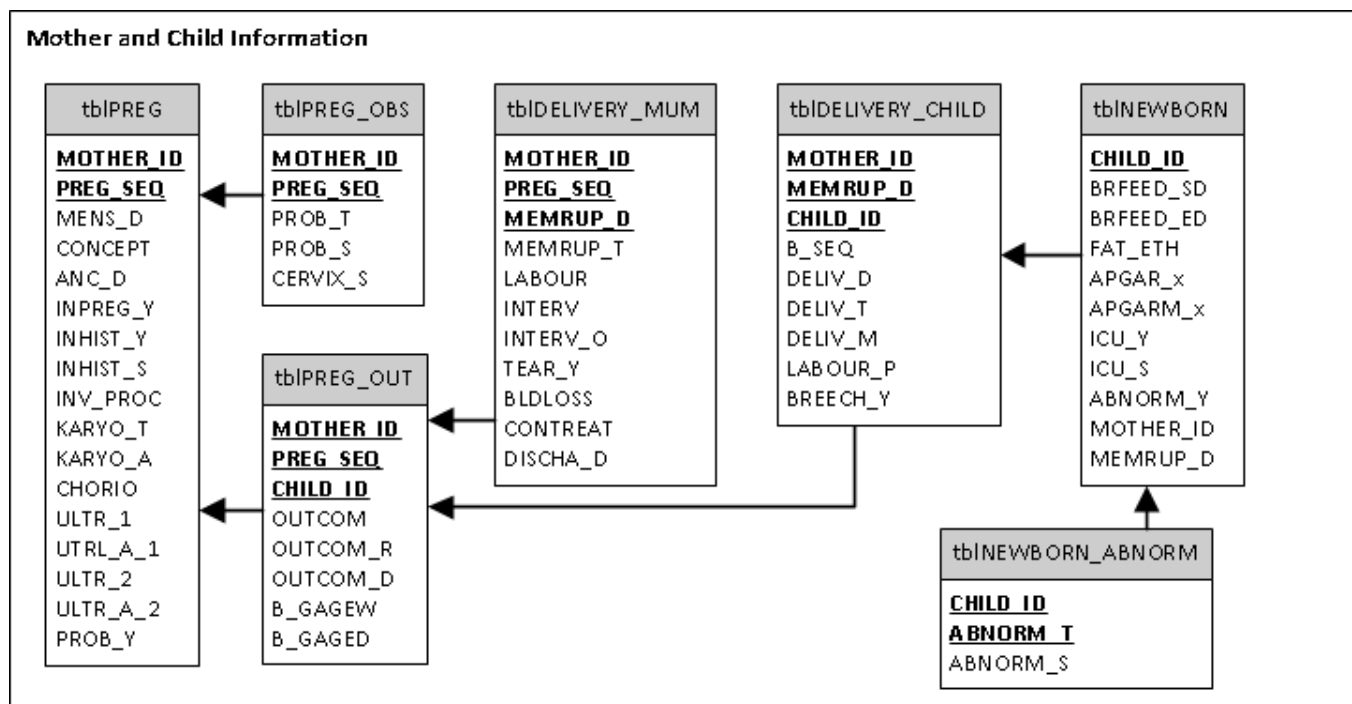 Mother and Child Information
tblPREG
MOTHER_ID
PREG_SEQ
MENS_D
CONCEPT
ANC_D
INPREG_Y
INHIST_Y
INHIST_S
INV_PROC
KARYO_T
KARYO_A
CHORIO
ULTR_1
UTRL_A_1
ULTR_2
ULTR_A_2
PROB_Y
tblPREG_OBS
MOTHER_ID
PREG_SEQ
PROB_T
PROB_S
CERVIX_S
tblPREG_OUT
MOTHER_ID
PREG_SEQ
CHILD_ID
OUTCOM
OUTCOM_R
OUTCOM_D
B_GAGEW
B_GAGED
tblDELIVERY_MUM
MOTHER_ID
PREG_SEQ
MEMRUP_D
MEMRUP_T
LABOUR
INTERV
INTERV_O
TEAR_Y
BLDLOSS
CONTREAT
DISCHA_D
tblDELIVERY_CHILD
MOTHER_ID
MEMRUP_D
CHILD_ID
B_SEQ
DELIV_D
DELIV_T
DELIV_M
LABOUR_P
BREECH_Y
tblNEWBORN
CHILD_ID
BRFEED_SD
BRFEED_ED
FAT_ETH
APGAR_x
APGARM_x
ICU_Y
ICU_S
ABNORM_Y
MOTHER_ID
MEMRUP_D
tblNEWBORN_ABNORM
CHILD_ID
ABNORM_T
ABNORM_S